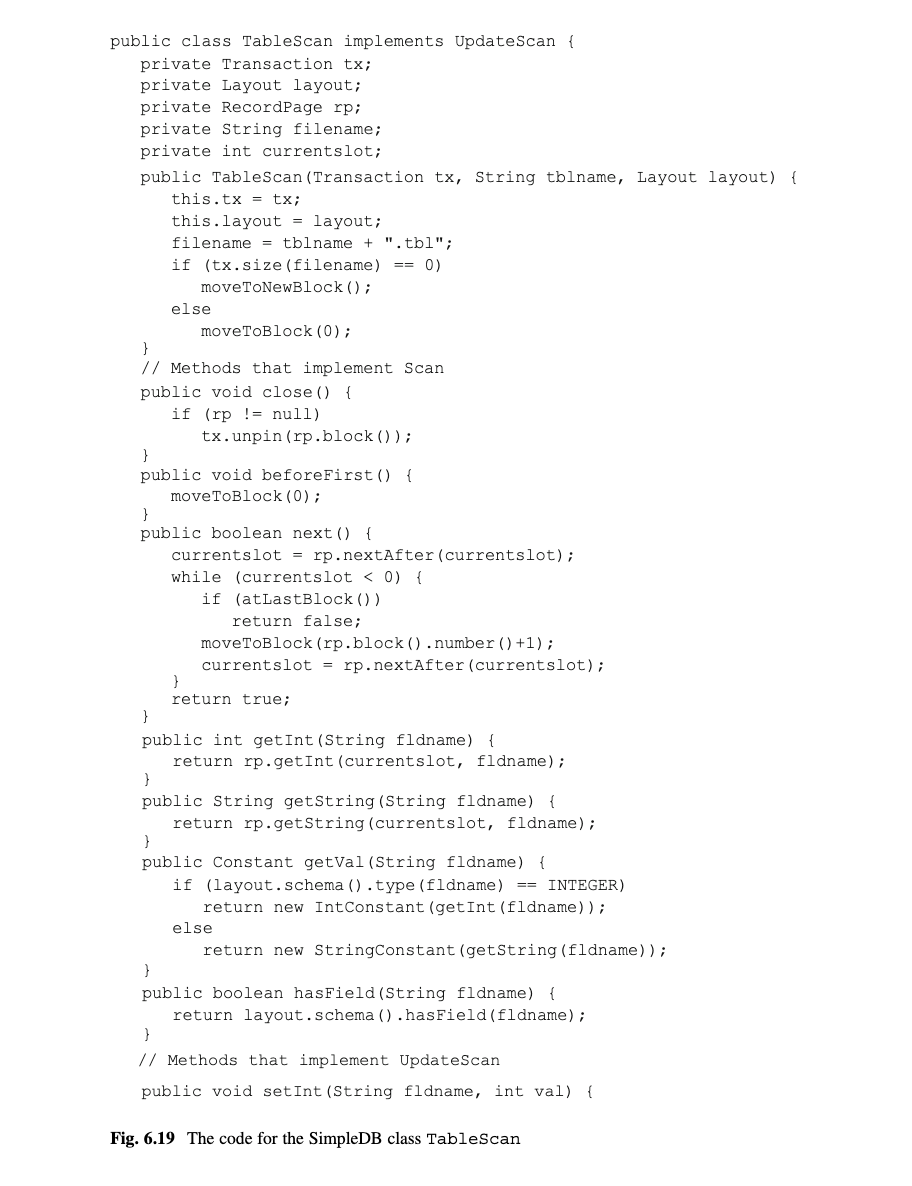 public class TableScan implements UpdateScan {
private Transaction tx;
private Layout layout;
private RecordPage rp;
private String filename;
private int currentslot;
public TableScan(Transaction tx, String tblname, Layout layout) {
this.tx = tx;
this.layout = layout;
filename = tblname + ".tbl";
if (tx.size(filename) == 0)
moveToNewBlock();
else
moveToBlock(0);
}
// Methods that implement Scan
public void close() {
if (rp != null)
tx.unpin(rp.block());
}
public void beforeFirst() {
moveToBlock(0);
}
public boolean next() {
currentslot = rp.nextAfter(currentslot);
while (currentslot < 0) {
if (atLastBlock())
return false;
moveToBlock(rp.block().number()+1);
currentslot = rp.nextAfter(currentslot);
}
return true;
}
public int getInt(String fldname) {
return rp.getInt(currentslot, fldname);
}
public String getString(String fldname) {
return rp.getString(currentslot, fldname);
}
public Constant getVal(String fldname) {
if (layout.schema().type(fldname) == INTEGER)
return new IntConstant(getInt(fldname));
else
return new StringConstant(getString(fldname));
}
public boolean hasField(String fldname) {
return layout.schema().hasField(fldname);
}
// Methods that implement UpdateScan
public void setInt(String fldname, int val) {
Fig. 6.19 The code for the SimpleDB class TableScan